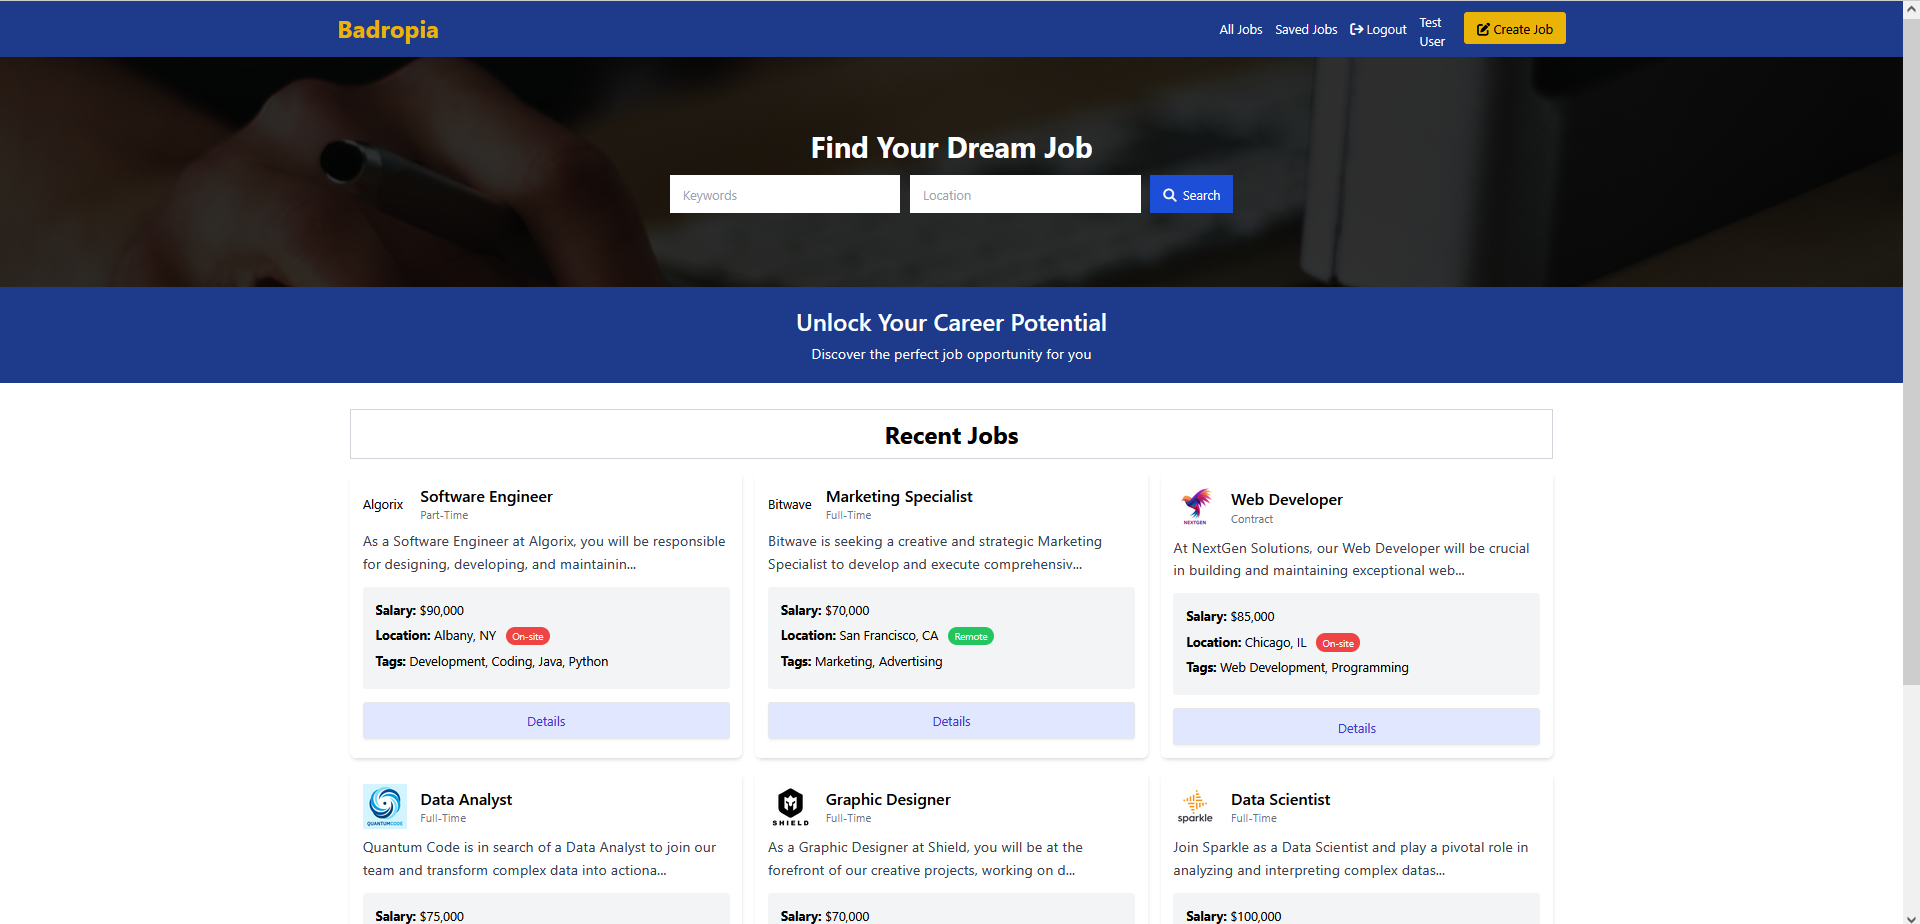 Badropia
All Jobs Saved Jobs Logout Test User Create Job
Find Your Dream Job
Keywords Location Search
Unlock Your Career Potential
Discover the perfect job opportunity for you
Recent Jobs
Algorix
Software Engineer
Part-Time
As a Software Engineer at Algorix, you will be responsible
for designing, developing, and maintainin...
Salary: $90,000
Location: Albany, NY On-site
Tags: Development, Coding, Java, Python
Details
Bitwave
Marketing Specialist
Full-Time
Bitwave is seeking a creative and strategic Marketing
Specialist to develop and execute comprehensiv...
Salary: $70,000
Location: San Francisco, CA Remote
Tags: Marketing, Advertising
Details
NEXTGEN
Web Developer
Contract
At NextGen Solutions, our Web Developer will be crucial
in building and maintaining exceptional web...
Salary: $85,000
Location: Chicago, IL On-site
Tags: Web Development, Programming
Details
QUANTUMCODE
Data Analyst
Full-Time
Quantum Code is in search of a Data Analyst to join our
team and transform complex data into actiona...
Salary: $75,000
SHIELD
Graphic Designer
Full-Time
As a Graphic Designer at Shield, you will be at the
forefront of our creative projects, working on d...
Salary: $70,000
sparkle
Data Scientist
Full-Time
Join Sparkle as a Data Scientist and play a pivotal role in
analyzing and interpreting complex datas...
Salary: $100,000